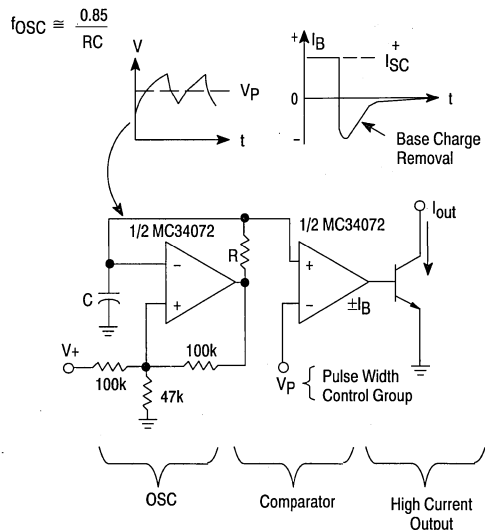 fOSC ≅ 0.85 / RC
V
VP
t
+ IB
+
ISC
0
t
−
Base Charge
Removal
1/2 MC34072
1/2 MC34072
Iout
R
−
+
+
−
±IB
C
V+
100k
100k
47k
VP { Pulse Width
Control Group
OSC
Comparator
High Current
Output